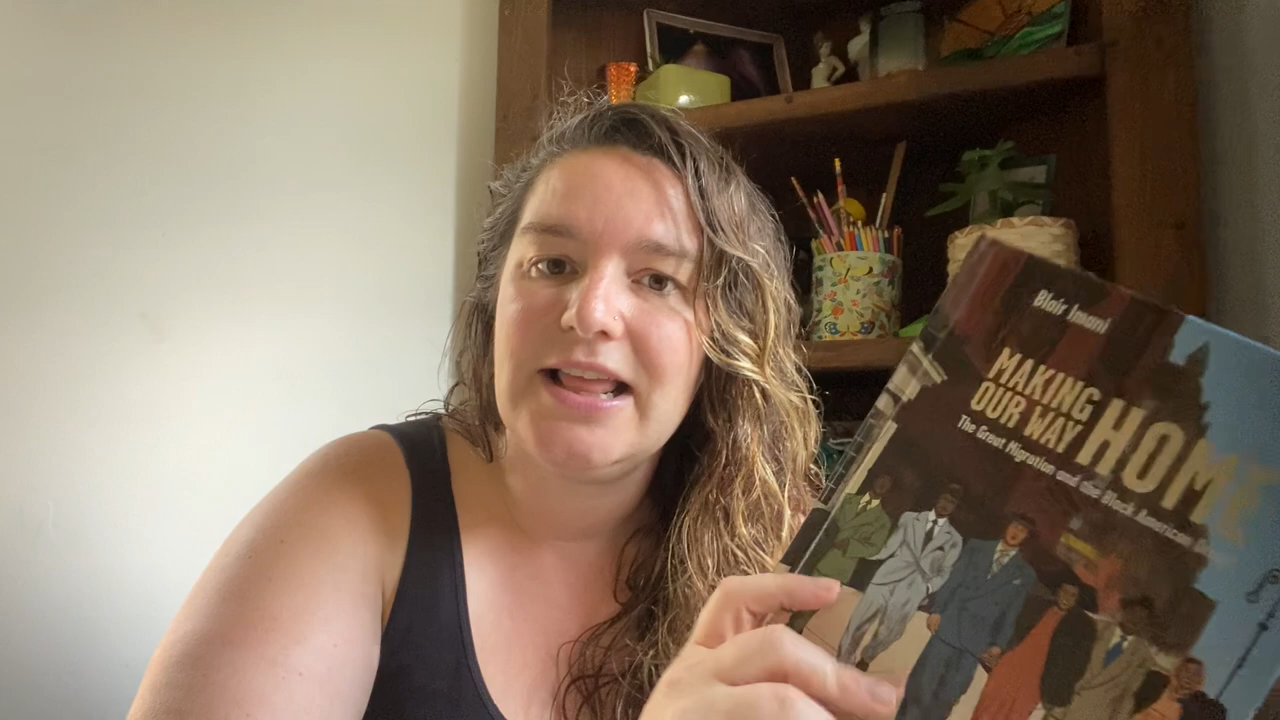 Blair Imani
MAKING
OUR WAY
HOME
The Great Migration and the Black American